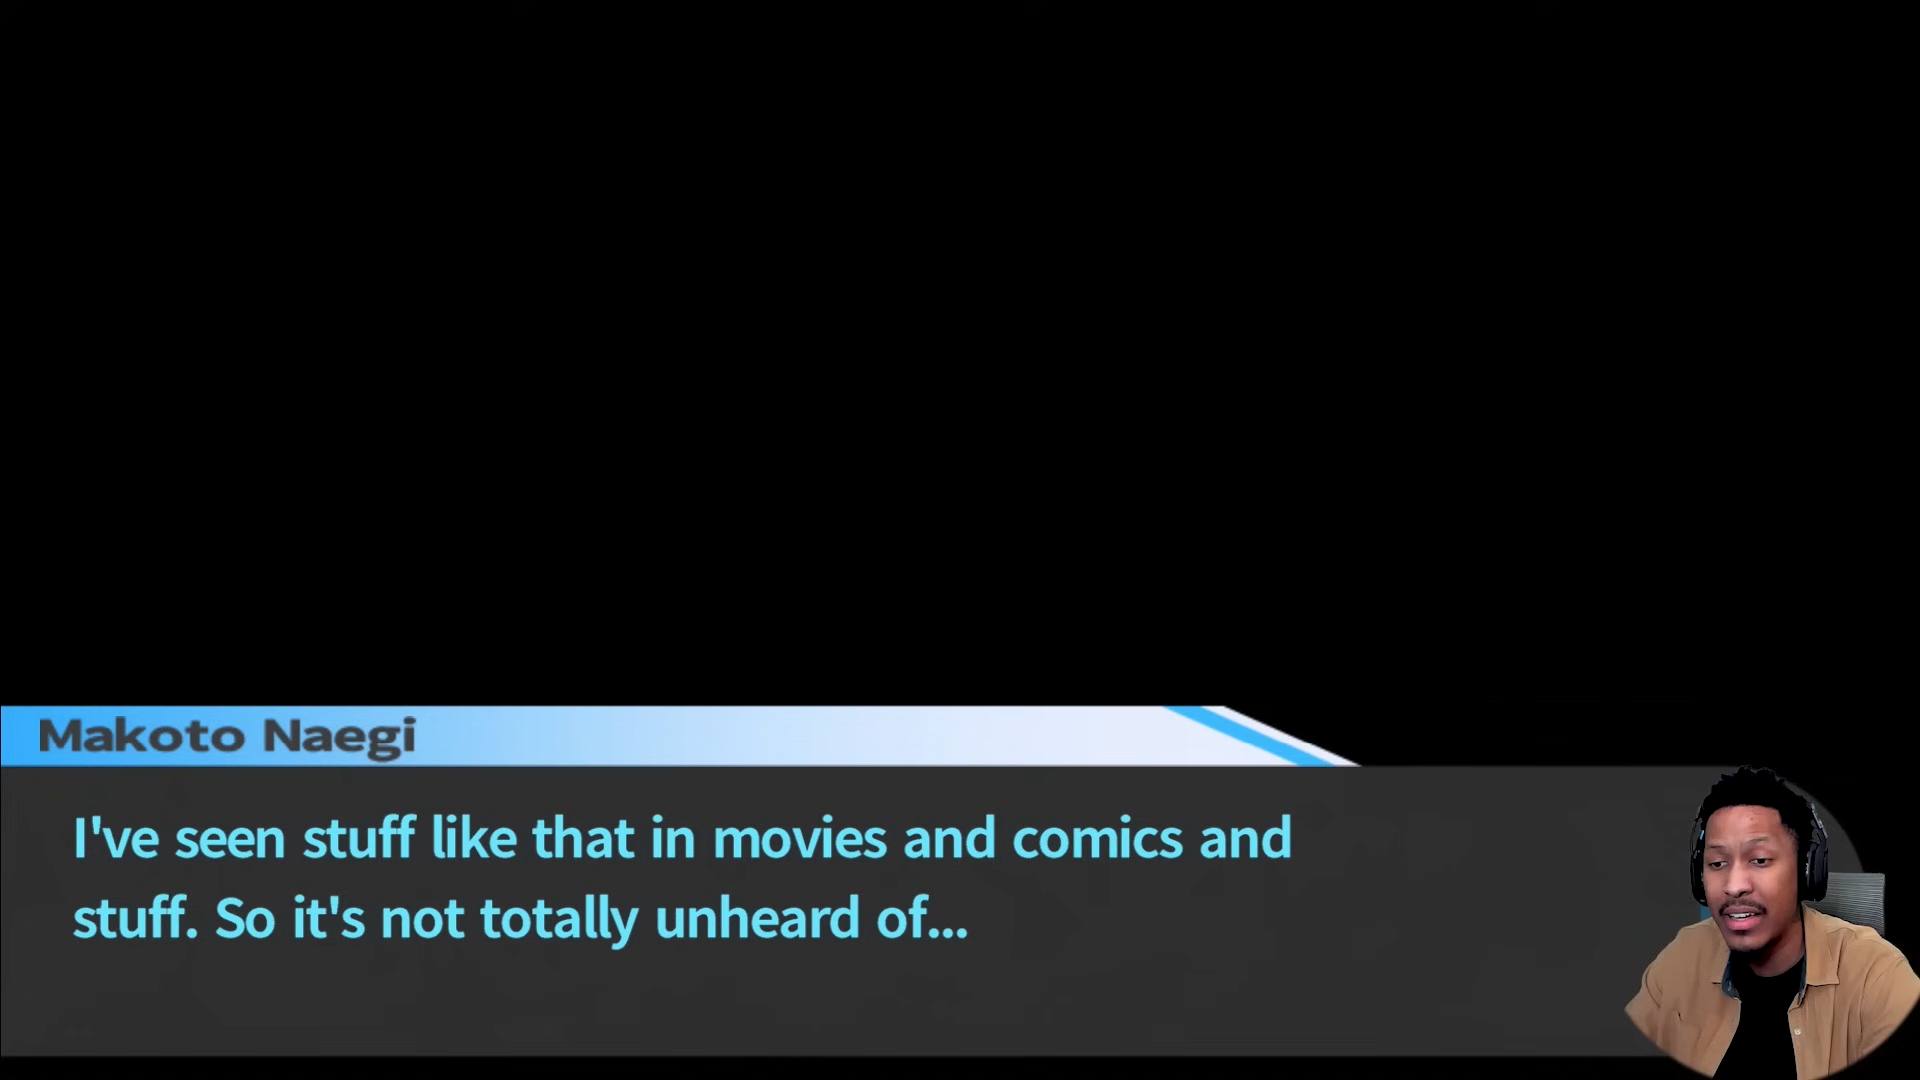 Makoto Naegi
I've seen stuff like that in movies and comics and
stuff. So it's not totally unheard of...